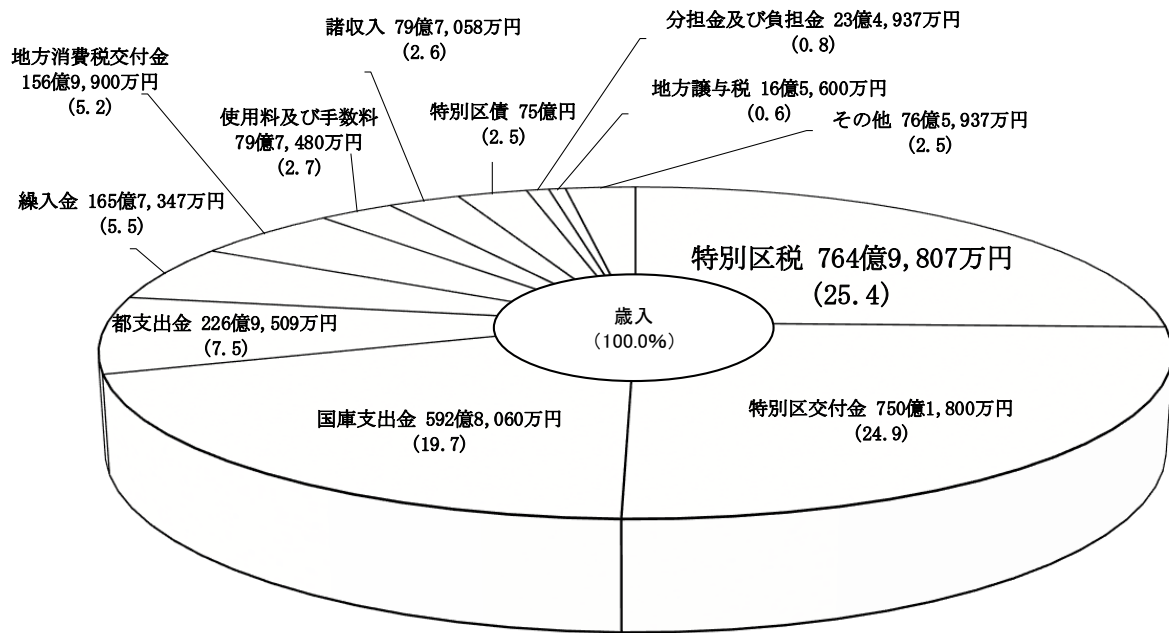 諸収入 79億7,058万円
(2.6)
分担金及び負担金 23億4,937万円
(0.8)
地方消費税交付金
156億9,900万円
(5.2)
使用料及び手数料
79億7,480万円
(2.7)
特別区債 75億円
(2.5)
地方譲与税 16億5,600万円
(0.6)
その他 76億5,937万円
(2.5)
繰入金 165億7,347万円
(5.5)
特別区税 764億9,807万円
(25.4)
都支出金 226億9,509万円
(7.5)
歳入
(100.0%)
国庫支出金 592億8,060万円
(19.7)
特別区交付金 750億1,800万円
(24.9)